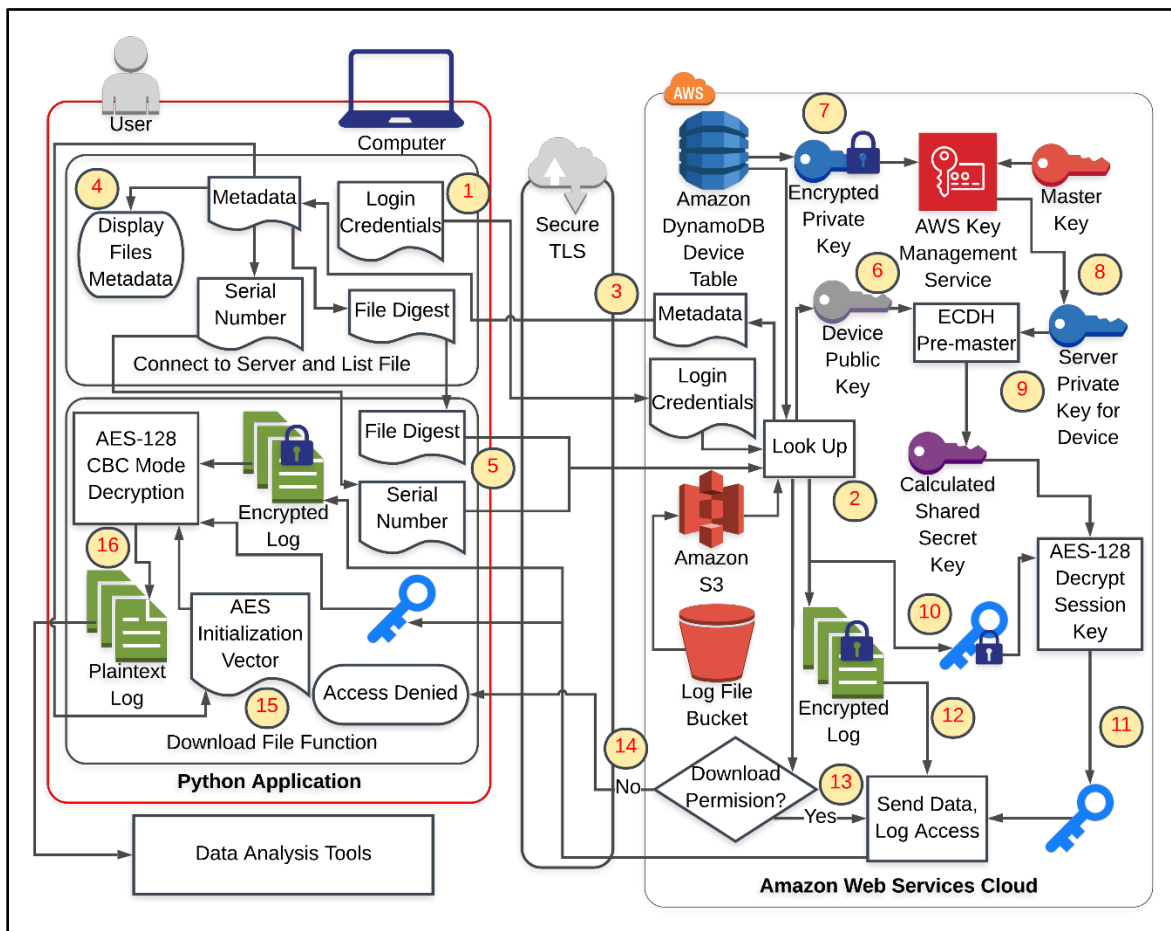 User
Computer
4
Metadata
Login
Credentials
1
Display
Files
Metadata
Serial
Number
File Digest
Connect to Server and List File
AES-128
CBC Mode
Decryption
Encrypted
Log
File Digest
5
Serial
Number
16
Plaintext
Log
AES
Initialization
Vector
15
Access Denied
Download File Function
Python Application
Data Analysis Tools
Secure
TLS
3
14
No
AWS
Amazon
DynamoDB
Device
Table
7
Encrypted
Private
Key
AWS Key
Management
Service
Master
Key
6
8
Metadata
Device
Public
Key
ECDH
Pre-master
Server
Private
Key for
Device
9
Login
Credentials
Look Up
2
Calculated
Shared
Secret
Key
Amazon
S3
AES-128
Decrypt
Session
Key
10
Log File
Bucket
Encrypted
Log
12
11
Download
Permision?
13
Yes
Send Data,
Log Access
Amazon Web Services Cloud